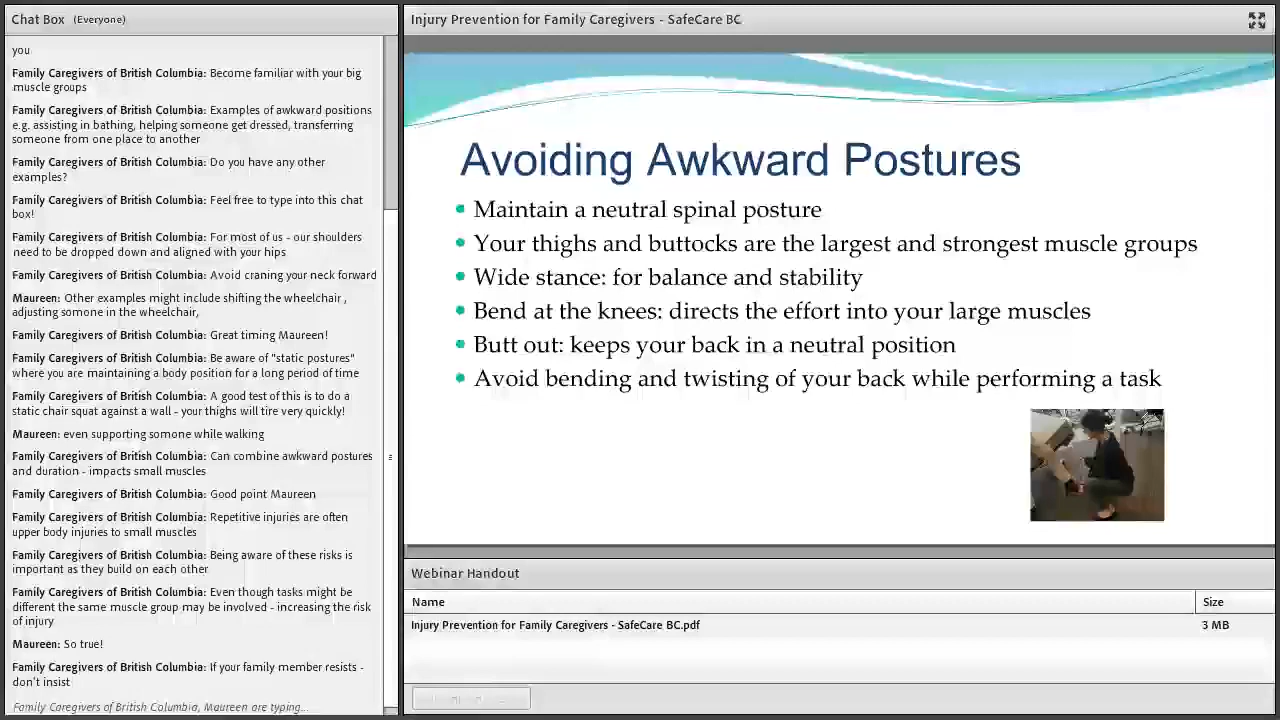 Chat Box (Everyone)
you
Family Caregivers of British Columbia: Become familiar with your big
muscle groups
Family Caregivers of British Columbia: Examples of awkward positions
e.g. assisting in bathing, helping someone get dressed, transferring
someone from one place to another
Family Caregivers of British Columbia: Do you have any other
examples?
Family Caregivers of British Columbia: Feel free to type into this chat
box!
Family Caregivers of British Columbia: For most of us - our shoulders
need to be dropped down and aligned with your hips
Family Caregivers of British Columbia: Avoid craning your neck forward
Maureen: Other examples might include shifting the wheelchair ,
adjusting somone in the wheelchair,
Family Caregivers of British Columbia: Great timing Maureen!
Family Caregivers of British Columbia: Be aware of "static postures"
where you are maintaining a body position for a long period of time
Family Caregivers of British Columbia: A good test of this is to do a
static chair squat against a wall - your thighs will tire very quickly!
Maureen: even supporting somone while walking
Family Caregivers of British Columbia: Can combine awkward postures
and duration - impacts small muscles
Family Caregivers of British Columbia: Good point Maureen
Family Caregivers of British Columbia: Repetitive injuries are often
upper body injuries to small muscles
Family Caregivers of British Columbia: Being aware of these risks is
important as they build on each other
Family Caregivers of British Columbia: Even though tasks might be
different the same muscle group may be involved - increasing the risk
of injury
Maureen: So true!
Family Caregivers of British Columbia: If your family member resists -
don't insist
Family Caregivers of British Columbia, Maureen are typing...
Injury Prevention for Family Caregivers - SafeCare BC
Avoiding Awkward Postures
• Maintain a neutral spinal posture
• Your thighs and buttocks are the largest and strongest muscle groups
• Wide stance: for balance and stability
• Bend at the knees: directs the effort into your large muscles
• Butt out: keeps your back in a neutral position
• Avoid bending and twisting of your back while performing a task
Webinar Handout
Name Size
Injury Prevention for Family Caregivers - SafeCare BC.pdf 3 MB